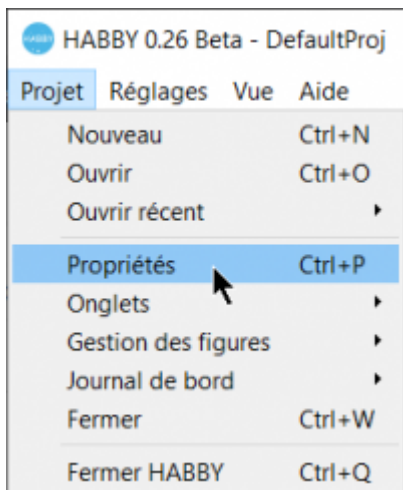 HABBY 0.26 Beta - DefaultProj
Projet Réglages Vue Aide
Nouveau Ctrl+N
Ouvrir Ctrl+O
Ouvrir récent
Propriétés Ctrl+P
Onglets
Gestion des figures
Journal de bord
Fermer Ctrl+W
Fermer HABBY Ctrl+Q